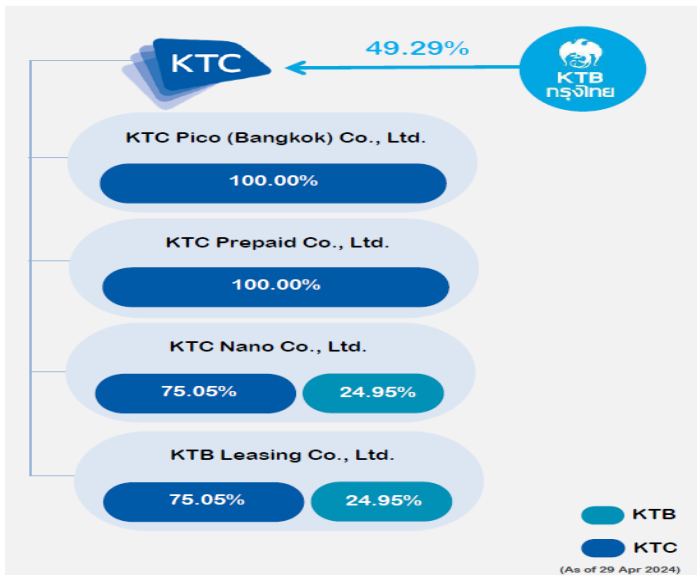 KTC
49.29%
KTB
กรุงไทย
KTC Pico (Bangkok) Co., Ltd.
100.00%
KTC Prepaid Co., Ltd.
100.00%
KTC Nano Co., Ltd.
75.05% 24.95%
KTB Leasing Co., Ltd.
75.05% 24.95%
KTB
KTC
(As of 29 Apr 2024)